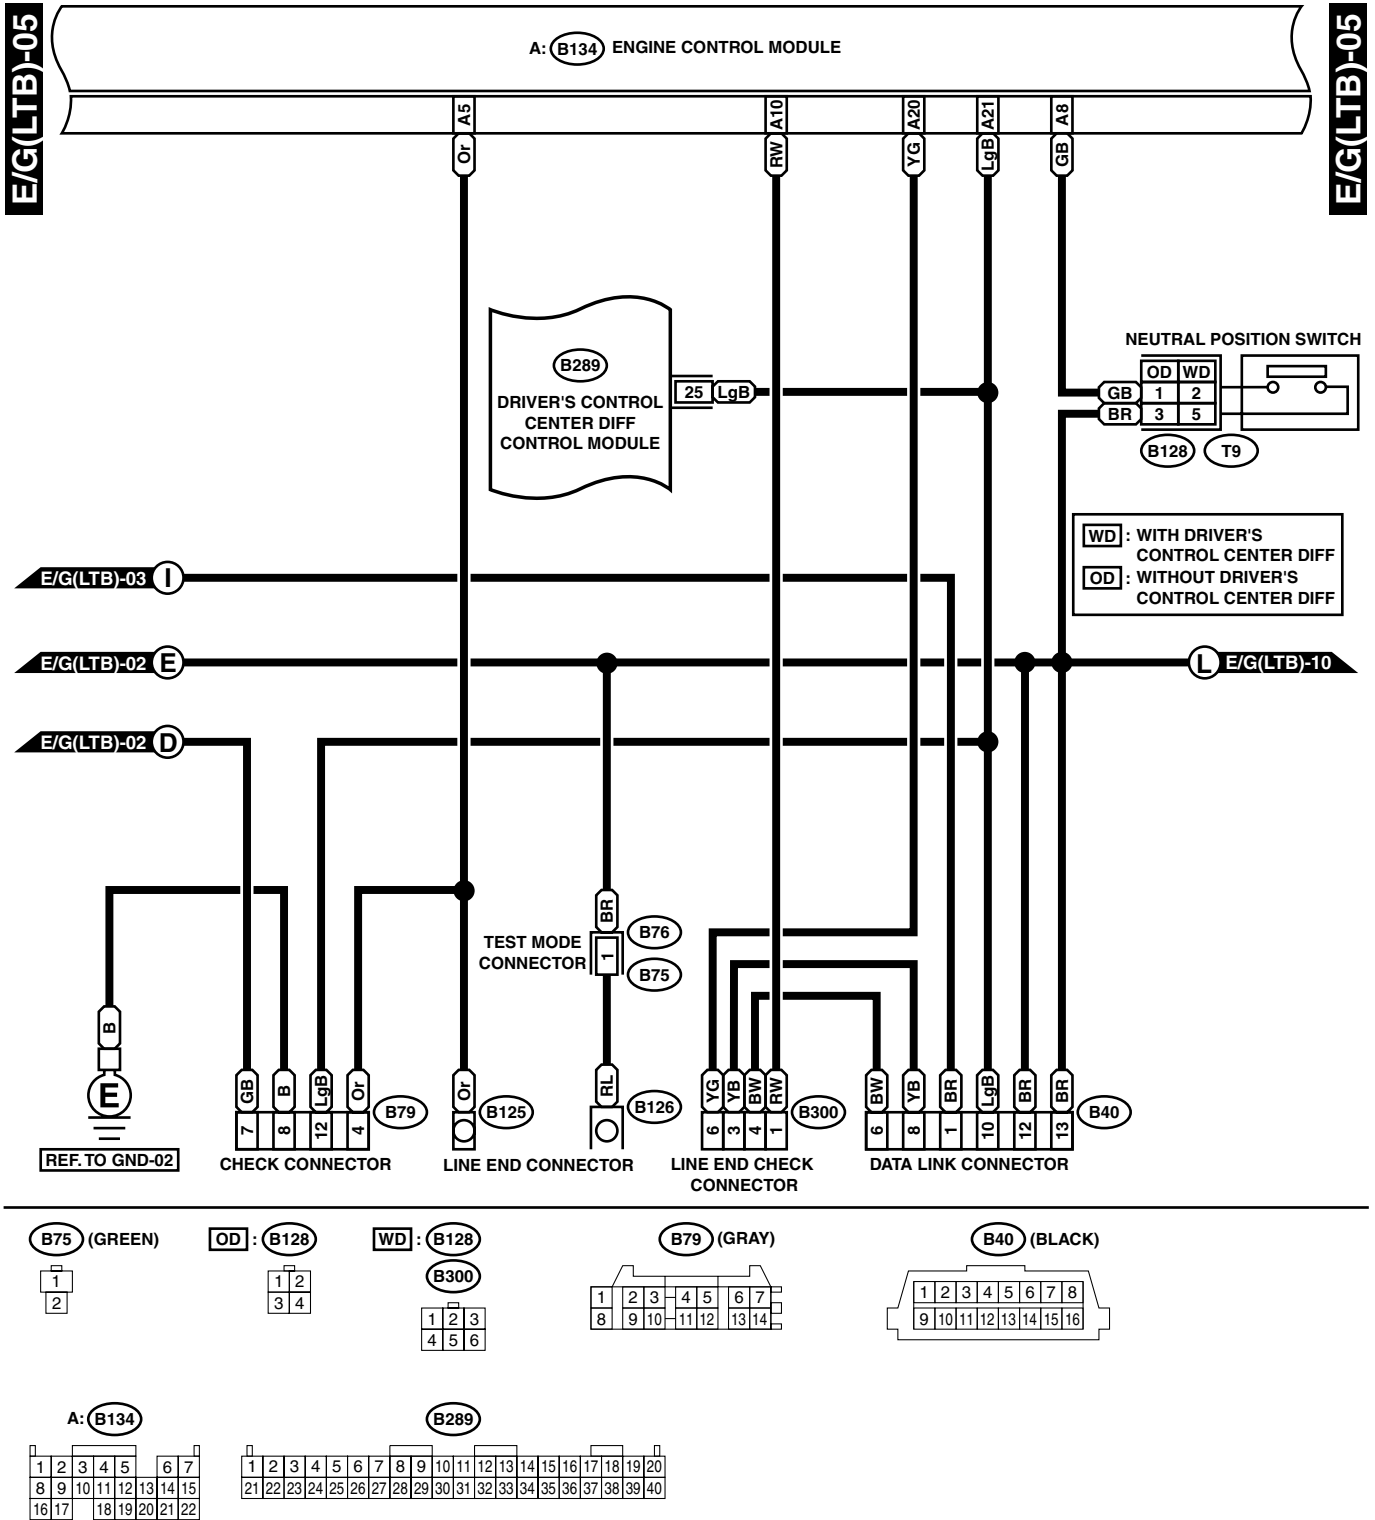 E/G(LTB)-05
E/G(LTB)-05
A: B134 ENGINE CONTROL MODULE
A5 A10 A20 A21 A8
Or RW YG LgB GB
B289
DRIVER'S CONTROL
CENTER DIFF
CONTROL MODULE
25 LgB
NEUTRAL POSITION SWITCH
OD WD
GB 1 2
BR 3 5
B128 T9
WD : WITH DRIVER'S
CONTROL CENTER DIFF
OD : WITHOUT DRIVER'S
CONTROL CENTER DIFF
E/G(LTB)-03 I
E/G(LTB)-02 E
L E/G(LTB)-10
E/G(LTB)-02 D
BR
TEST MODE
CONNECTOR
1
B76
B75
B
E
REF. TO GND-02
GB B LgB Or
7 8 12 4
B79
CHECK CONNECTOR
Or
B125
RL
B126
LINE END CONNECTOR
YG YB BW RW
6 3 4 1
B300
LINE END CHECK
CONNECTOR
BW YB BR LgB BR BR
6 8 1 10 12 13
B40
DATA LINK CONNECTOR
B75 (GREEN)
1
2
OD : B128
1 2
3 4
WD : B128
B300
1 2 3
4 5 6
B79 (GRAY)
1 2 3 4 5 6 7
8 9 10 11 12 13 14
B40 (BLACK)
1 2 3 4 5 6 7 8
9 10 11 12 13 14 15 16
A: B134
1 2 3 4 5 6 7
8 9 10 11 12 13 14 15
16 17 18 19 20 21 22
B289
1 2 3 4 5 6 7 8 9 10 11 12 13 14 15 16 17 18 19 20
21 22 23 24 25 26 27 28 29 30 31 32 33 34 35 36 37 38 39 40